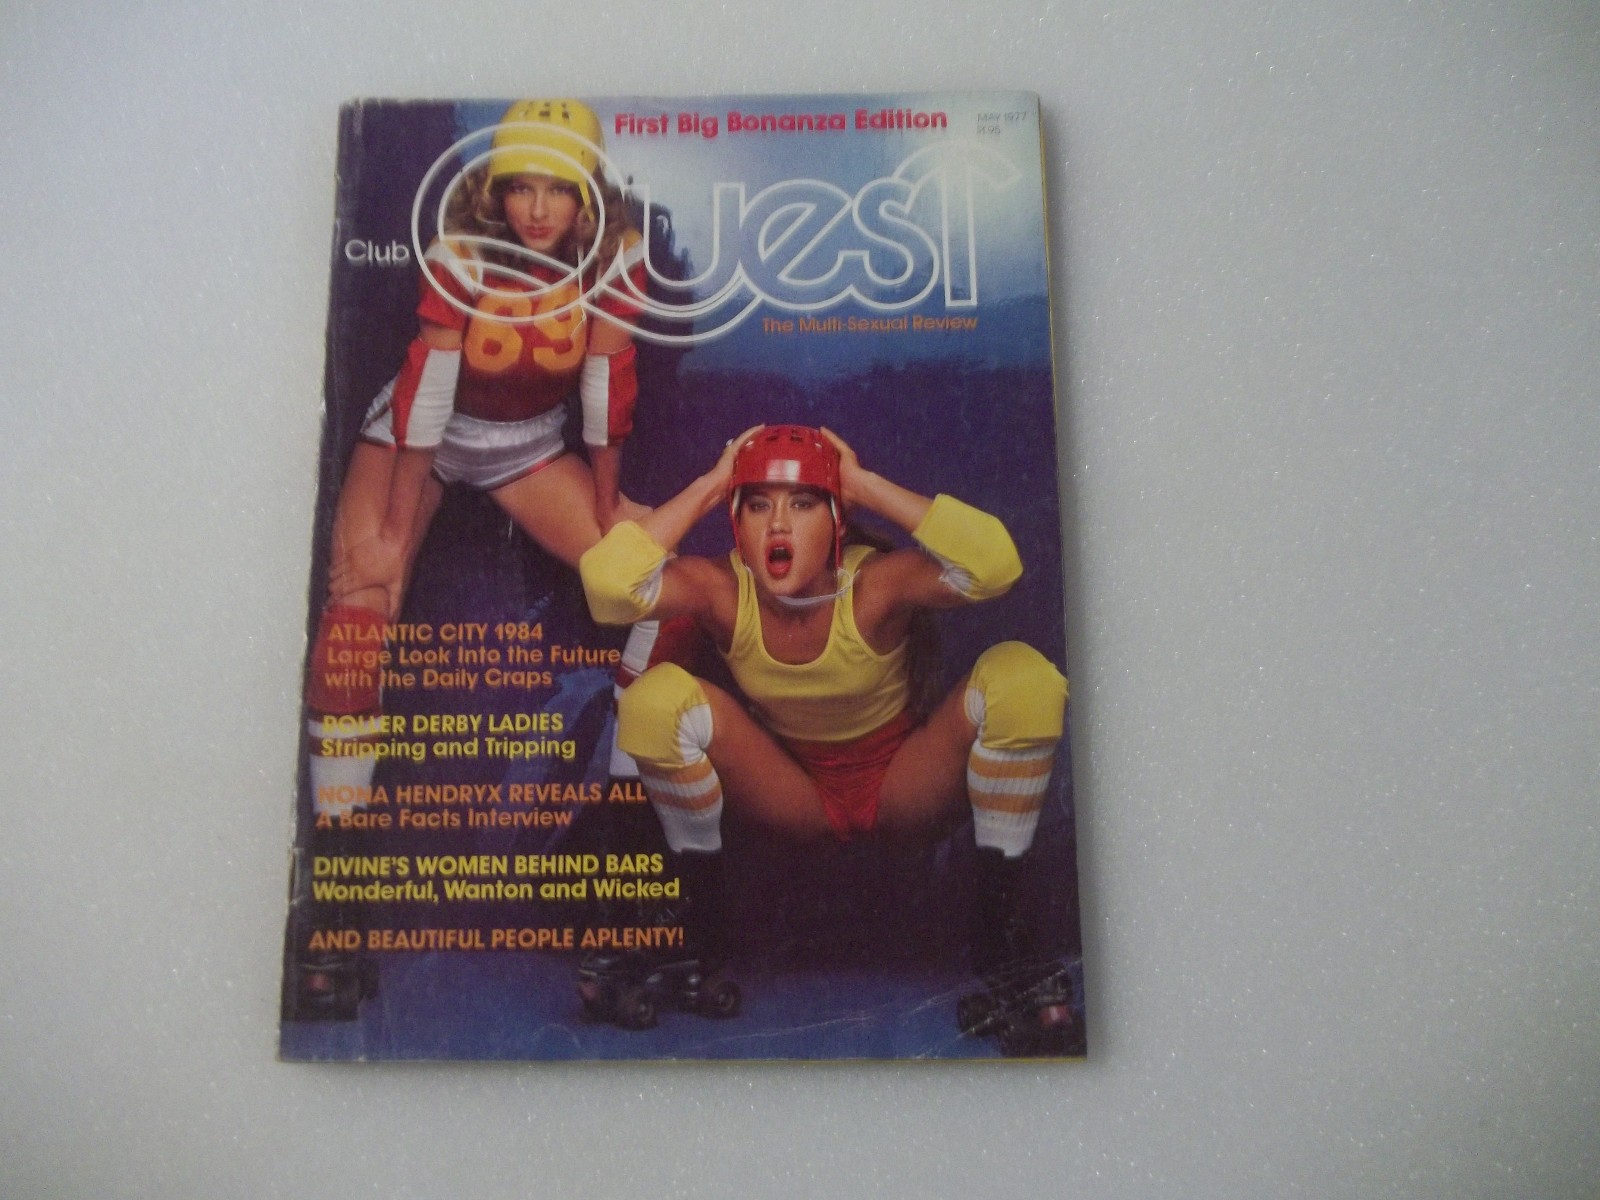 First Big Bonanza Edition
MAY 1977
Club Quest
The Multi-Sexual Review
89
ATLANTIC CITY 1984
Large Look Into the Future
with the Daily Craps
ROLLER DERBY LADIES
Stripping and Tripping
NONA HENDRYX REVEALS ALL
A Bare Facts Interview
DIVINE'S WOMEN BEHIND BARS
Wonderful, Wanton and Wicked
AND BEAUTIFUL PEOPLE APLENTY!